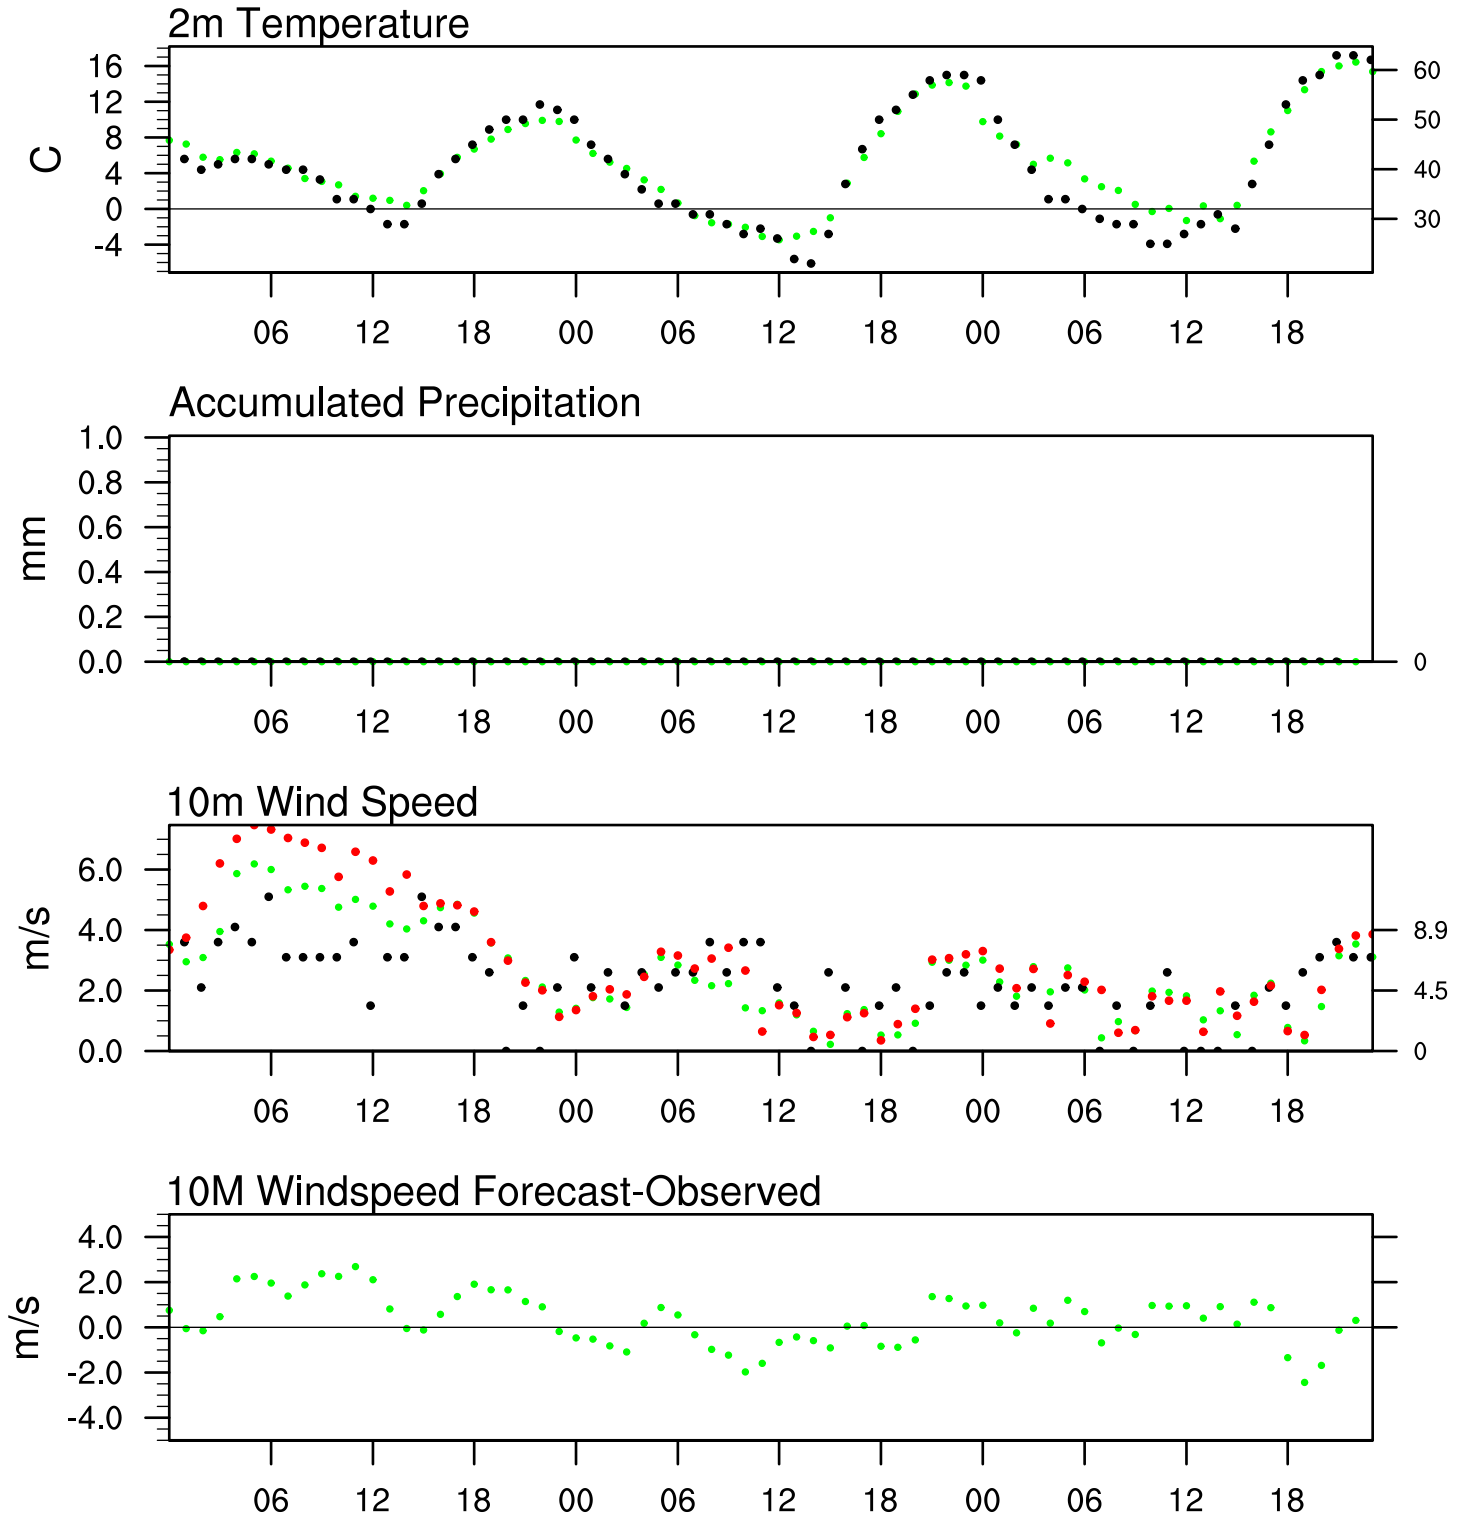 2m Temperature
16
12
8
4
0
-4
C
60
50
40
30
06 12 18 00 06 12 18 00 06 12 18
Accumulated Precipitation
1.0
0.8
0.6
0.4
0.2
0.0
mm
0
06 12 18 00 06 12 18 00 06 12 18
10m Wind Speed
6.0
4.0
2.0
0.0
m/s
8.9
4.5
0
06 12 18 00 06 12 18 00 06 12 18
10M Windspeed Forecast-Observed
4.0
2.0
0.0
-2.0
-4.0
m/s
06 12 18 00 06 12 18 00 06 12 18